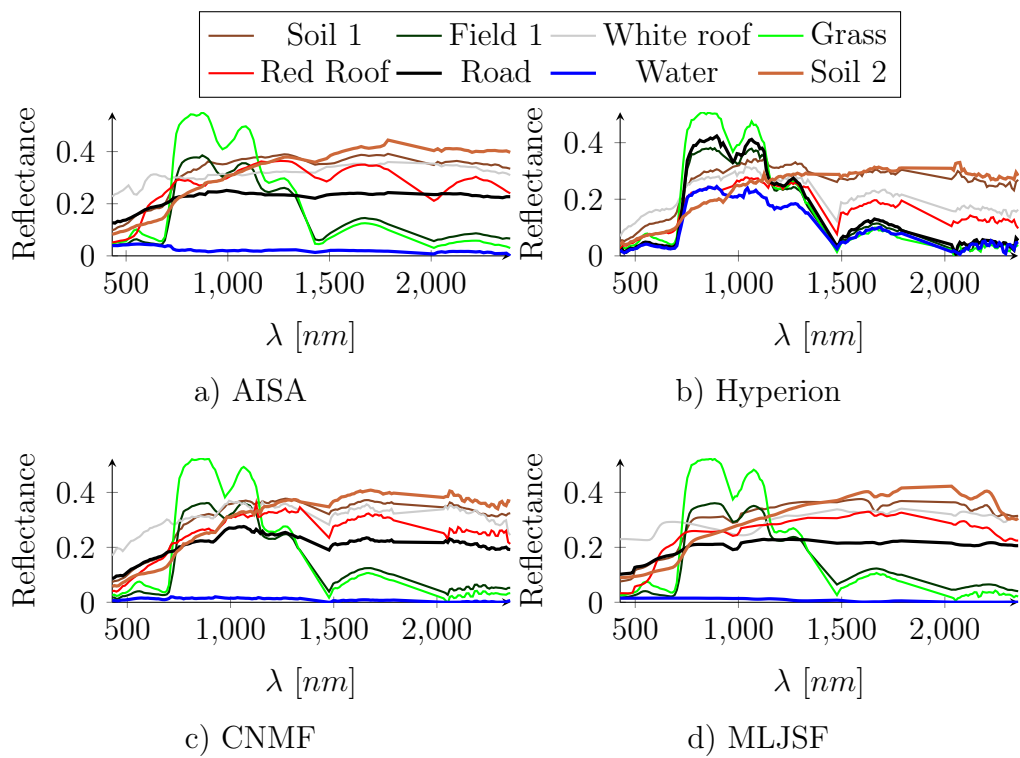 Soil 1 Field 1 White roof Grass
Red Roof Road Water Soil 2
Reflectance
0.4
0.2
0
500 1,000 1,500 2,000
λ [nm]
a) AISA
Reflectance
0.4
0.2
0
500 1,000 1,500 2,000
λ [nm]
b) Hyperion
Reflectance
0.4
0.2
0
500 1,000 1,500 2,000
λ [nm]
c) CNMF
Reflectance
0.4
0.2
0
500 1,000 1,500 2,000
λ [nm]
d) MLJSF